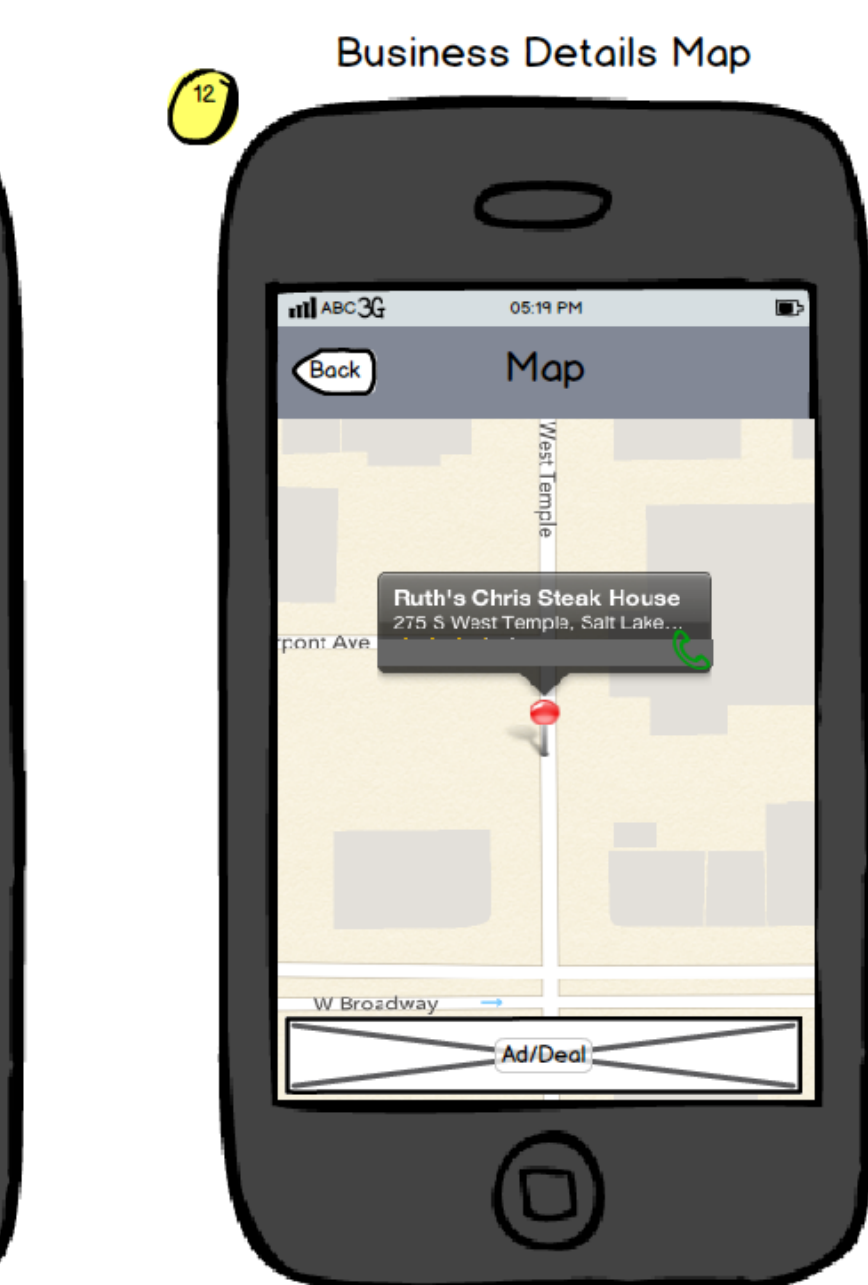 Business Details Map
12
ABC 3G 05:19 PM
Back Map
West Temple
Ruth's Chris Steak House
275 S West Temple, Salt Lake...
rpont Ave
W Broadway
Ad/Deal